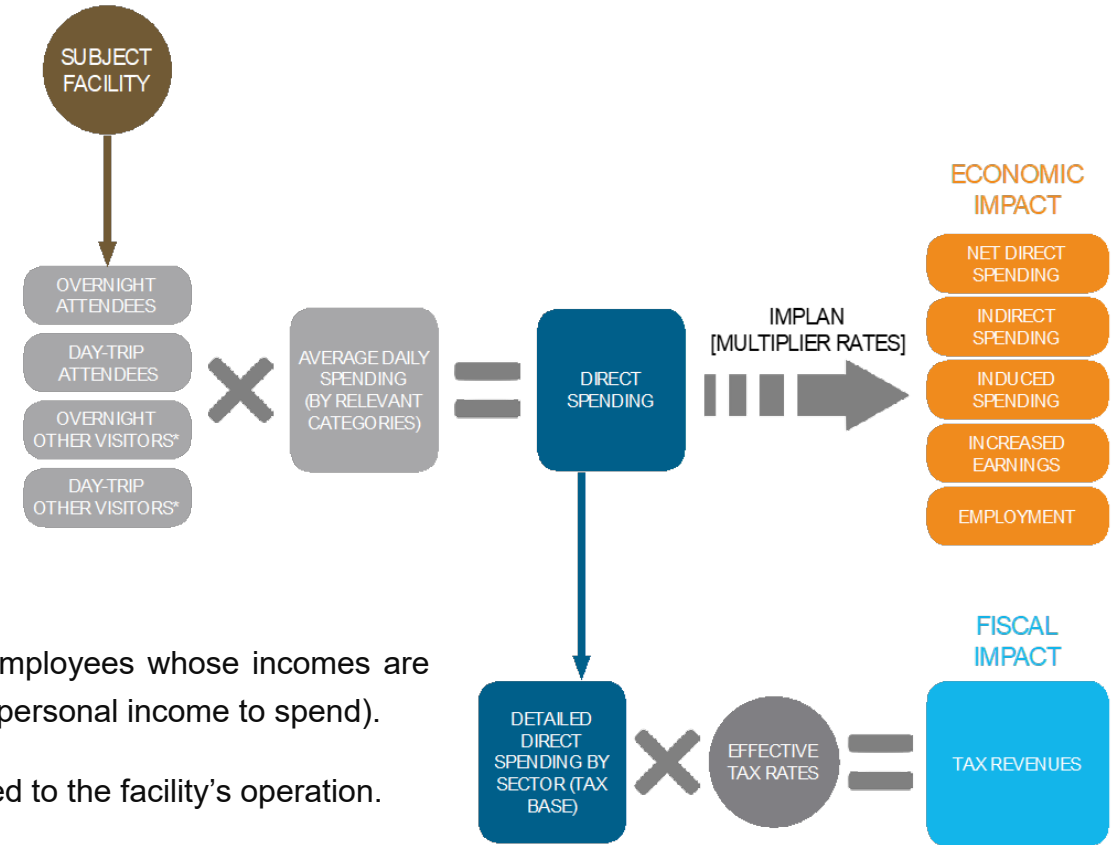 SUBJECT
FACILITY
OVERNIGHT
ATTENDEES
DAY-TRIP
ATTENDEES
OVERNIGHT
OTHER VISITORS*
DAY-TRIP
OTHER VISITORS*
AVERAGE DAILY
SPENDING
(BY RELEVANT
CATEGORIES)
DIRECT
SPENDING
IMPLAN
[MULTIPLIER RATES]
ECONOMIC
IMPACT
NET DIRECT
SPENDING
INDIRECT
SPENDING
INDUCED
SPENDING
INCREASED
EARNINGS
EMPLOYMENT
mployees whose incomes are
personal income to spend).
ed to the facility's operation.
DETAILED
DIRECT
SPENDING BY
SECTOR (TAX
BASE)
EFFECTIVE
TAX RATES
FISCAL
IMPACT
TAX REVENUES